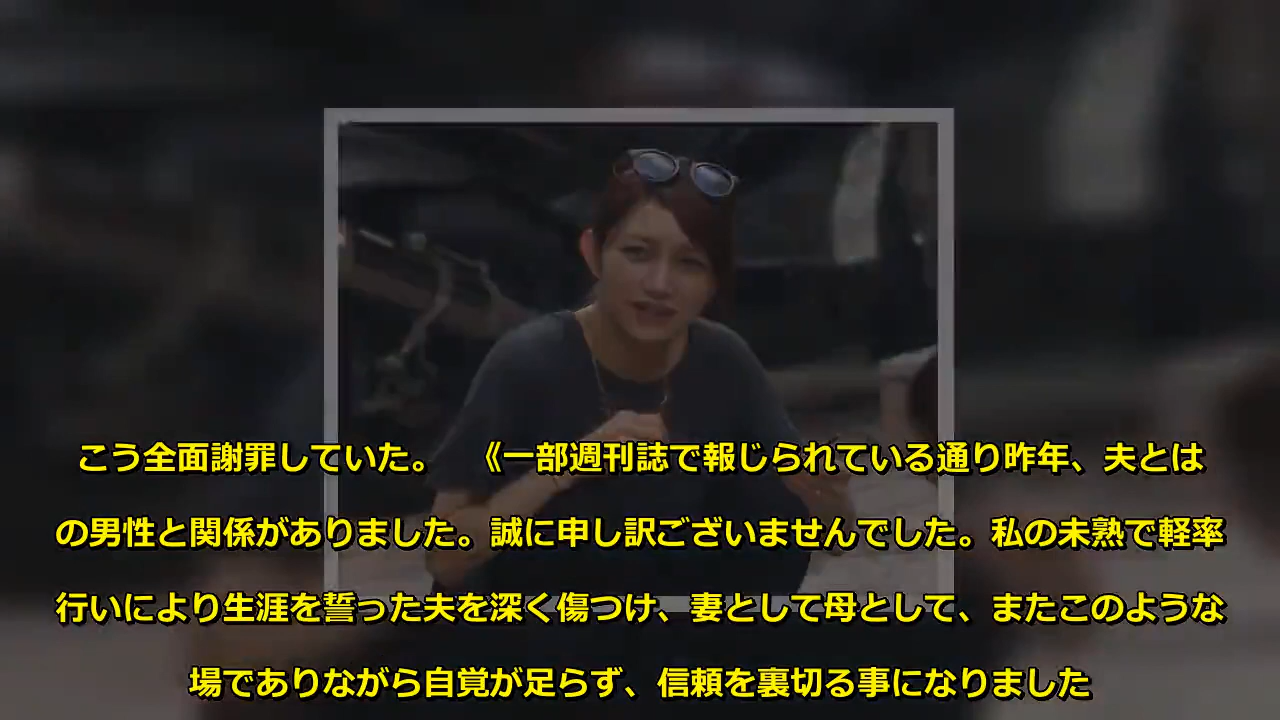 こう全面謝罪していた。　《一部週刊誌で報じられている通り昨年、夫とは
の男性と関係がありました。誠に申し訳ございませんでした。私の未熟で軽率
行いにより生涯を誓った夫を深く傷つけ、妻として母として、またこのような
場でありながら自覚が足らず、信頼を裏切る事になりました